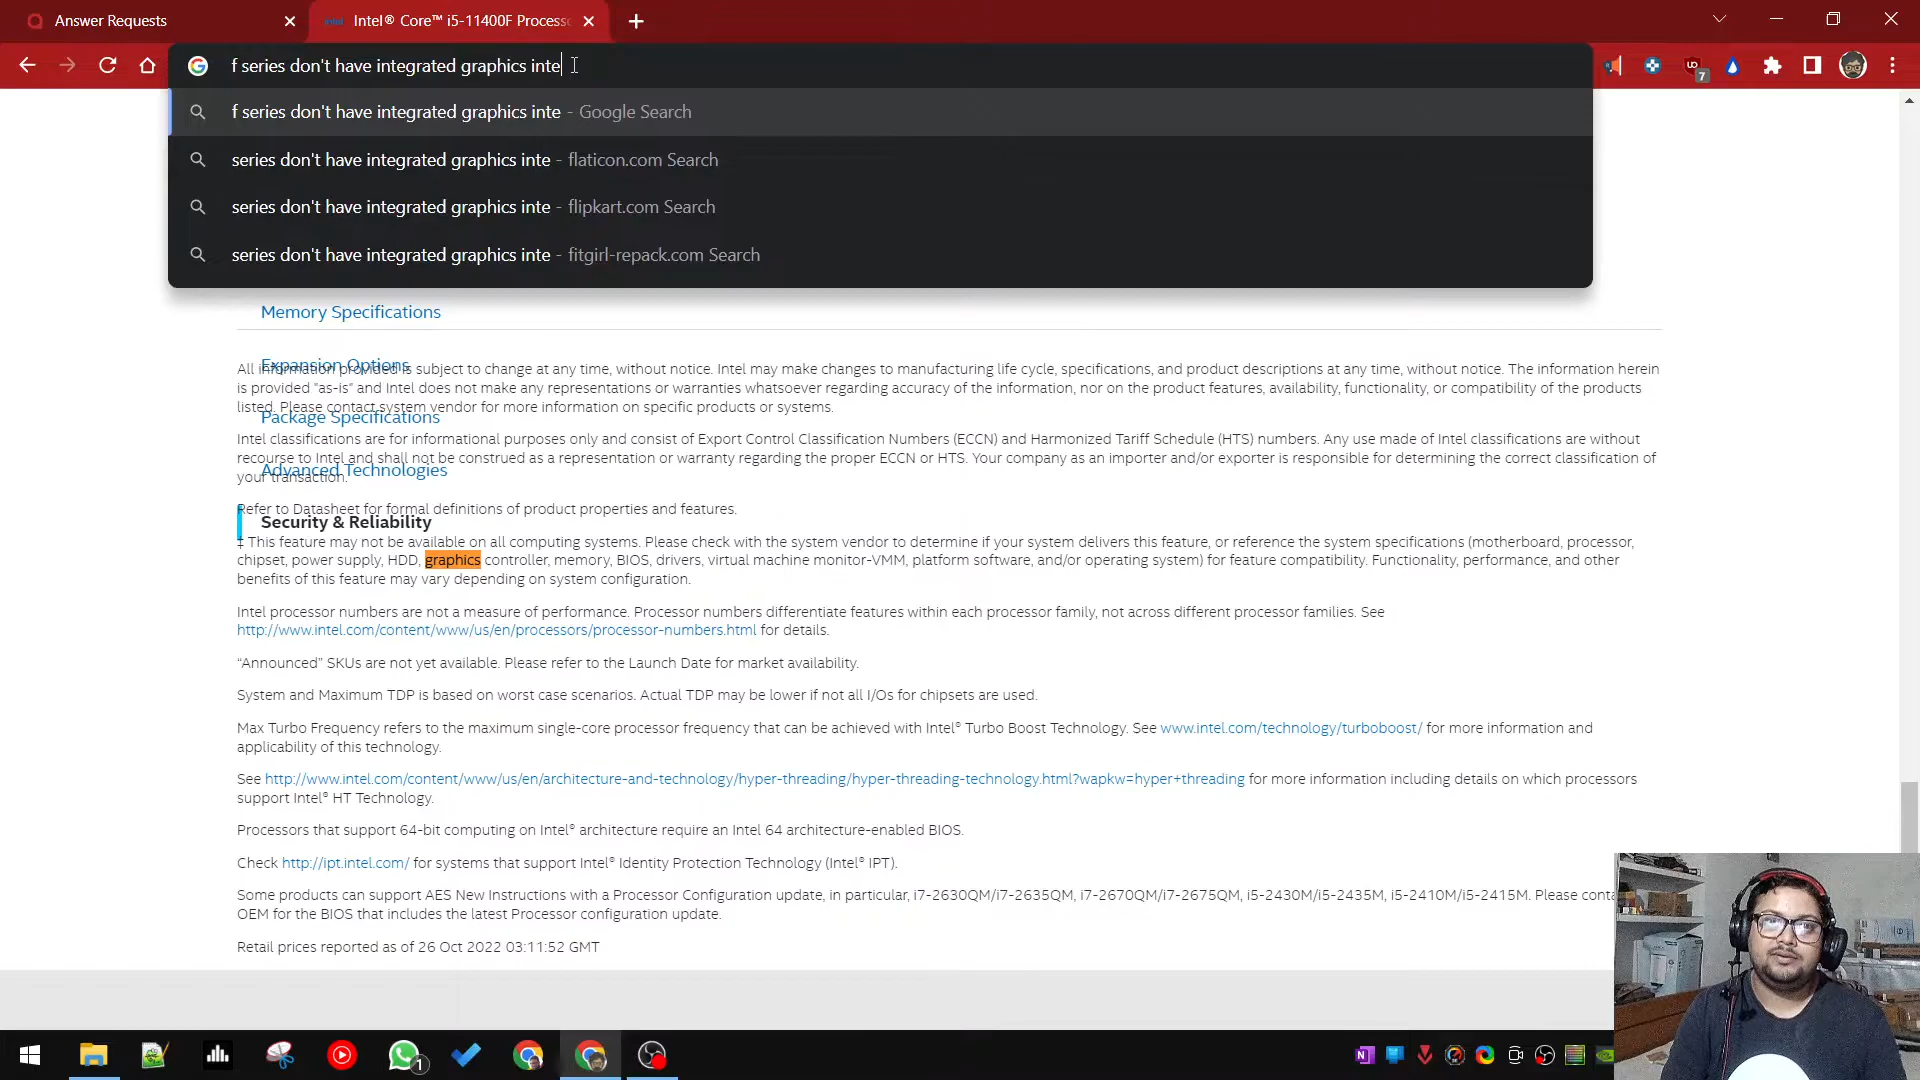 Answer Requests
Intel® Core™ i5-11400F Process
f series don't have integrated graphics inte
7
f series don't have integrated graphics inte - Google Search
series don't have integrated graphics inte - flaticon.com Search
series don't have integrated graphics inte - flipkart.com Search
series don't have integrated graphics inte - fitgirl-repack.com Search
Memory Specifications
Expansion Options
All information provided is subject to change at any time, without notice. Intel may make changes to manufacturing life cycle, specifications, and product descriptions at any time, without notice. The information herein
is provided "as-is" and Intel does not make any representations or warranties whatsoever regarding accuracy of the information, nor on the product features, availability, functionality, or compatibility of the products
listed. Please contact system vendor for more information on specific products or systems.
Package Specifications
Intel classifications are for informational purposes only and consist of Export Control Classification Numbers (ECCN) and Harmonized Tariff Schedule (HTS) numbers. Any use made of Intel classifications are without
recourse to Intel and shall not be construed as a representation or warranty regarding the proper ECCN or HTS. Your company as an importer and/or exporter is responsible for determining the correct classification of
your transaction.
Advanced Technologies
Refer to Datasheet for formal definitions of product properties and features.
Security & Reliability
‡ This feature may not be available on all computing systems. Please check with the system vendor to determine if your system delivers this feature, or reference the system specifications (motherboard, processor,
chipset, power supply, HDD, graphics controller, memory, BIOS, drivers, virtual machine monitor-VMM, platform software, and/or operating system) for feature compatibility. Functionality, performance, and other
benefits of this feature may vary depending on system configuration.
Intel processor numbers are not a measure of performance. Processor numbers differentiate features within each processor family, not across different processor families. See
http://www.intel.com/content/www/us/en/processors/processor-numbers.html for details.
“Announced” SKUs are not yet available. Please refer to the Launch Date for market availability.
System and Maximum TDP is based on worst case scenarios. Actual TDP may be lower if not all I/Os for chipsets are used.
Max Turbo Frequency refers to the maximum single-core processor frequency that can be achieved with Intel® Turbo Boost Technology. See www.intel.com/technology/turboboost/ for more information and
applicability of this technology.
See http://www.intel.com/content/www/us/en/architecture-and-technology/hyper-threading/hyper-threading-technology.html?wapkw=hyper+threading for more information including details on which processors
support Intel® HT Technology.
Processors that support 64-bit computing on Intel® architecture require an Intel 64 architecture-enabled BIOS.
Check http://ipt.intel.com/ for systems that support Intel® Identity Protection Technology (Intel® IPT).
Some products can support AES New Instructions with a Processor Configuration update, in particular, i7-2630QM/i7-2635QM, i7-2670QM/i7-2675QM, i5-2430M/i5-2435M, i5-2410M/i5-2415M. Please conta
OEM for the BIOS that includes the latest Processor configuration update.
Retail prices reported as of 26 Oct 2022 03:11:52 GMT
1